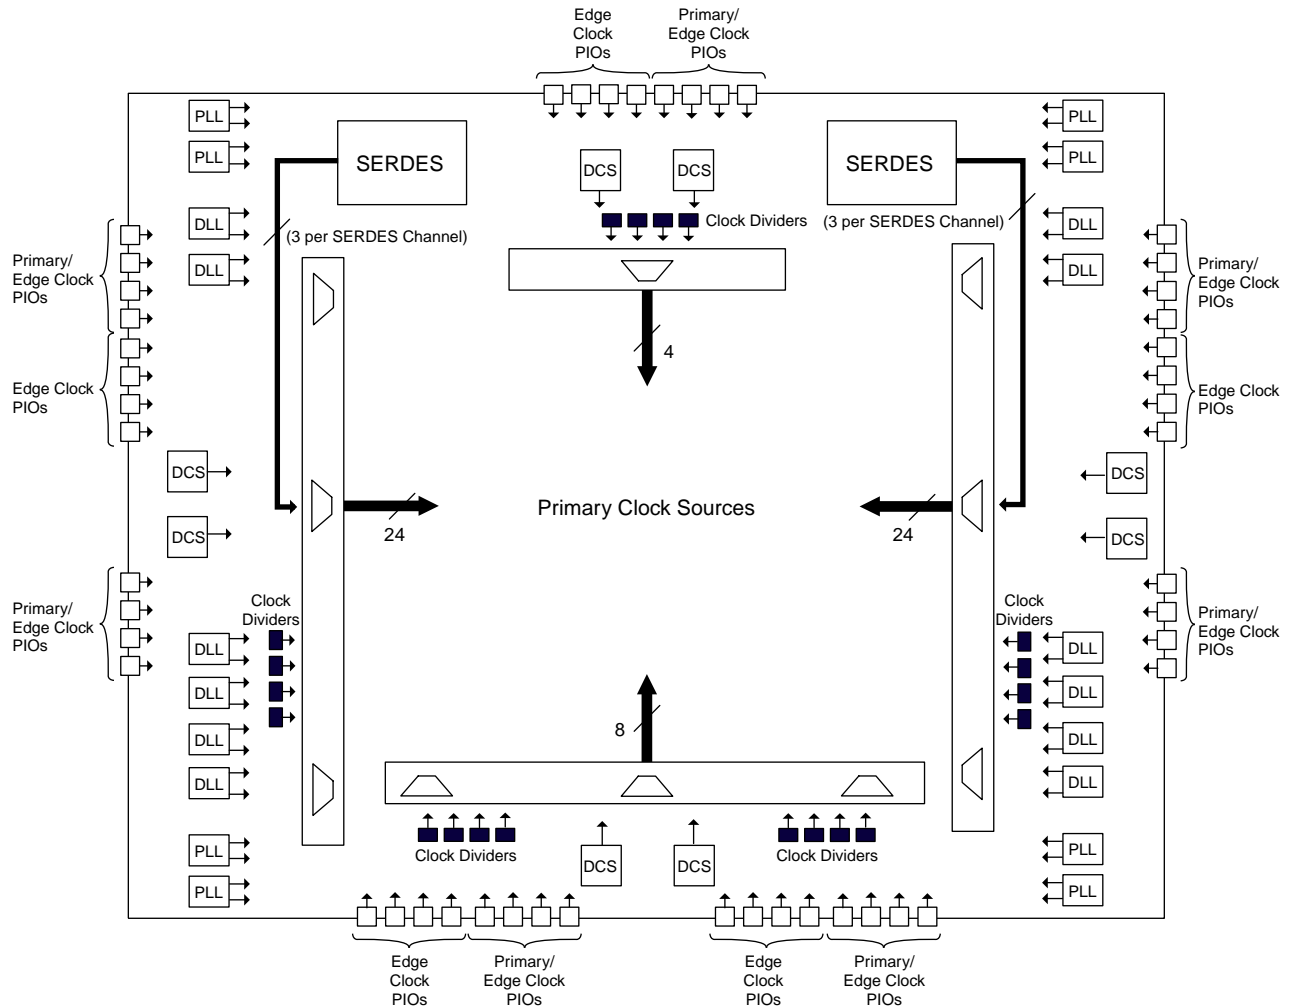 Edge
Clock
PIOs
Primary/
Edge Clock
PIOs
PLL
PLL
SERDES
SERDES
PLL
PLL
DCS
DCS
DLL
DLL
(3 per SERDES Channel)
Clock Dividers
(3 per SERDES Channel)
DLL
DLL
Primary/
Edge Clock
PIOs
Primary/
Edge Clock
PIOs
4
Edge Clock
PIOs
Edge Clock
PIOs
DCS
DCS
Primary Clock Sources
24
24
DCS
DCS
Primary/
Edge Clock
PIOs
Clock
Dividers
Clock
Dividers
Primary/
Edge Clock
PIOs
DLL
DLL
DLL
DLL
DLL
DLL
DLL
DLL
8
Clock Dividers
DCS
DCS
Clock Dividers
PLL
PLL
PLL
PLL
Edge
Clock
PIOs
Primary/
Edge Clock
PIOs
Edge
Clock
PIOs
Primary/
Edge Clock
PIOs